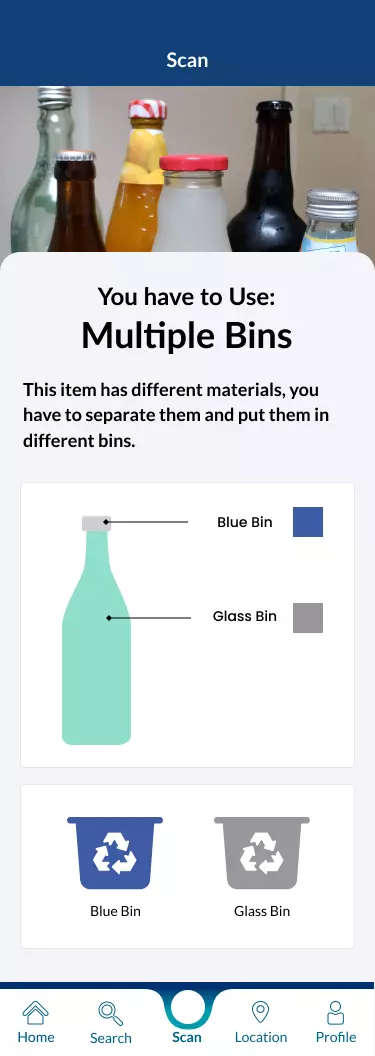 Scan
You have to Use:
Multiple Bins
This item has different materials, you
have to separate them and put them in
different bins.
Blue Bin
Glass Bin
Blue Bin
Glass Bin
Home
Search
Scan
Location
Profile